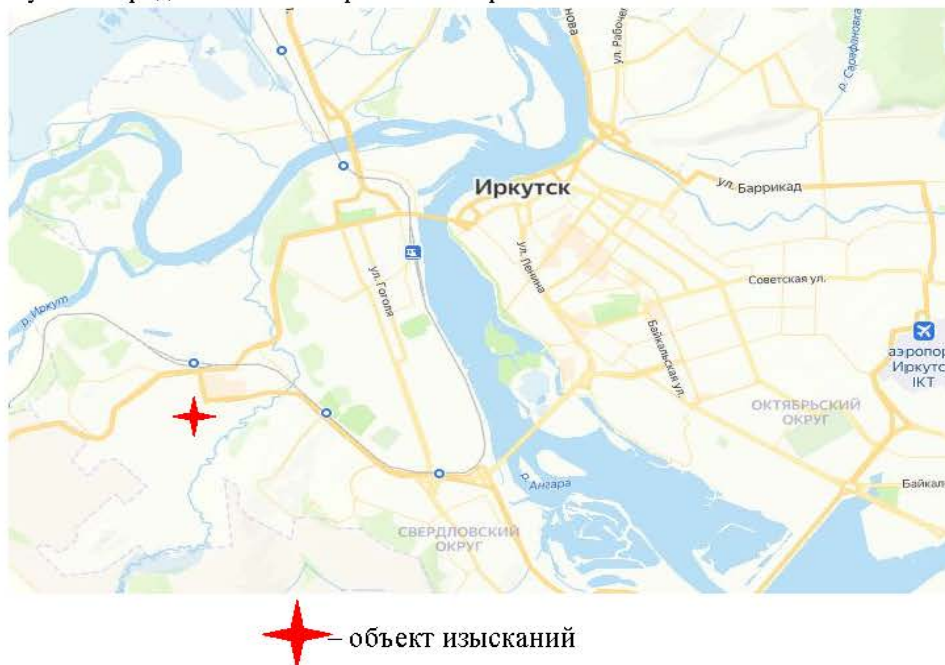 нова
ул. Рабоче
р. Сарафановка
Иркутск
ул. Баррикад
ул. Ленина
ул. Гоголя
Советская ул.
р. Иркут
Байкальская ул.
аэропор
Иркутс
IKT
ОКТЯБРЬСКИЙ
ОКРУГ
р. Ангара
Байкал
СВЕРДЛОВСКИЙ
ОКРУГ
– объект изысканий